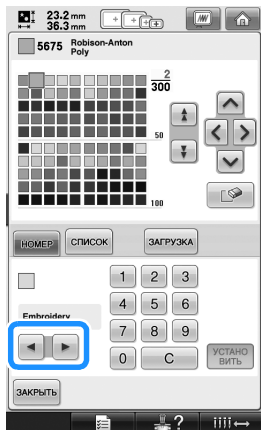 23.2 mm
36.3 mm
5675 Robison-Anton
Poly
2
300
50
100
НОМЕР СПИСОК ЗАГРУЗКА
1 2 3
Embroidery
4 5 6
7 8 9
0 C УСТАНО
ВИТЬ
ЗАКРЫТЬ
?